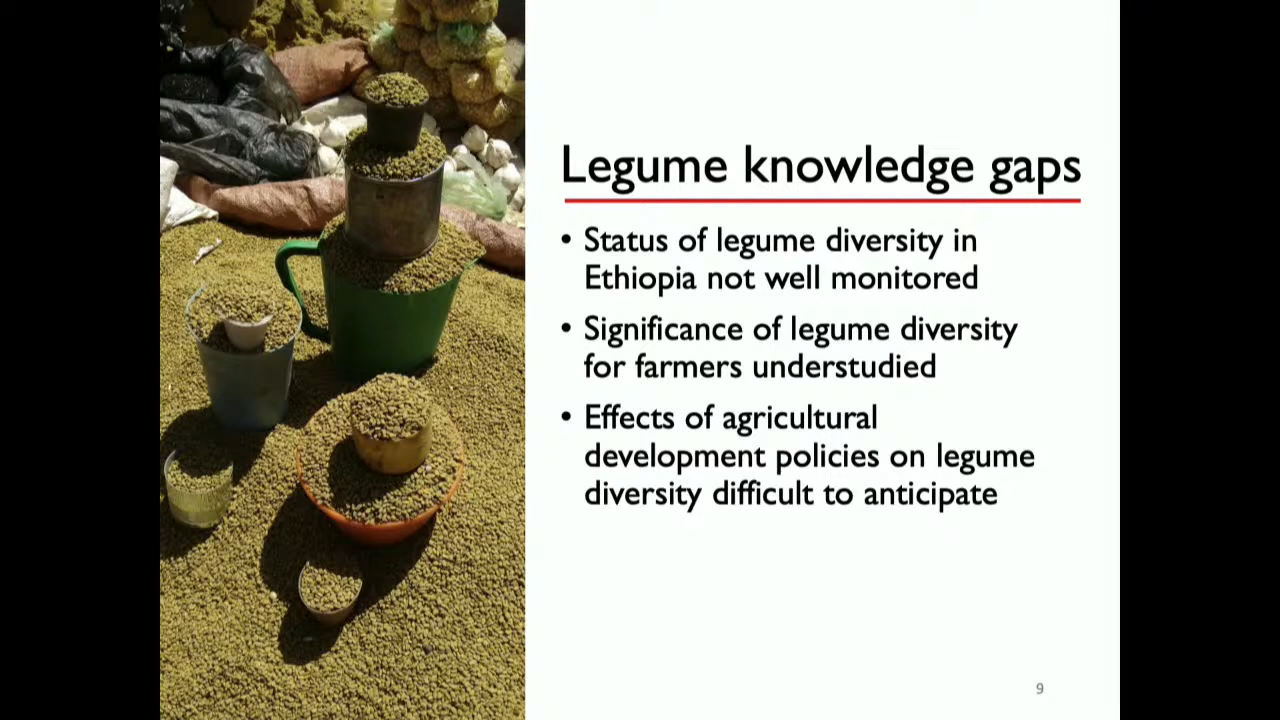 Legume knowledge gaps
• Status of legume diversity in
Ethiopia not well monitored
• Significance of legume diversity
for farmers understudied
• Effects of agricultural
development policies on legume
diversity difficult to anticipate
9